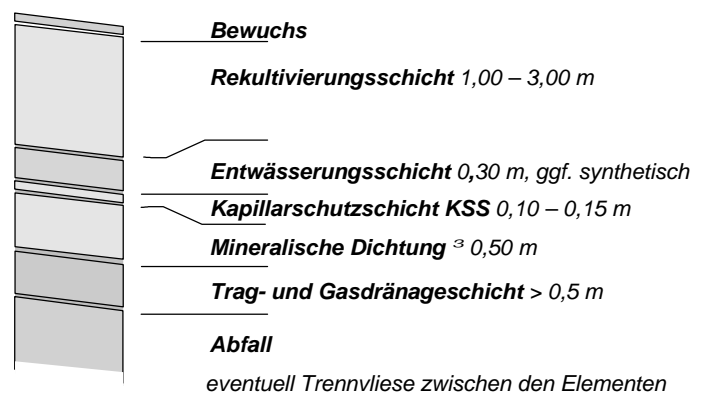 Bewuchs
Rekultivierungsschicht 1,00 – 3,00 m
Entwässerungsschicht 0,30 m, ggf. synthetisch
Kapillarschutzschicht KSS 0,10 – 0,15 m
Mineralische Dichtung ³ 0,50 m
Trag- und Gasdränageschicht > 0,5 m
Abfall
eventuell Trennvliese zwischen den Elementen